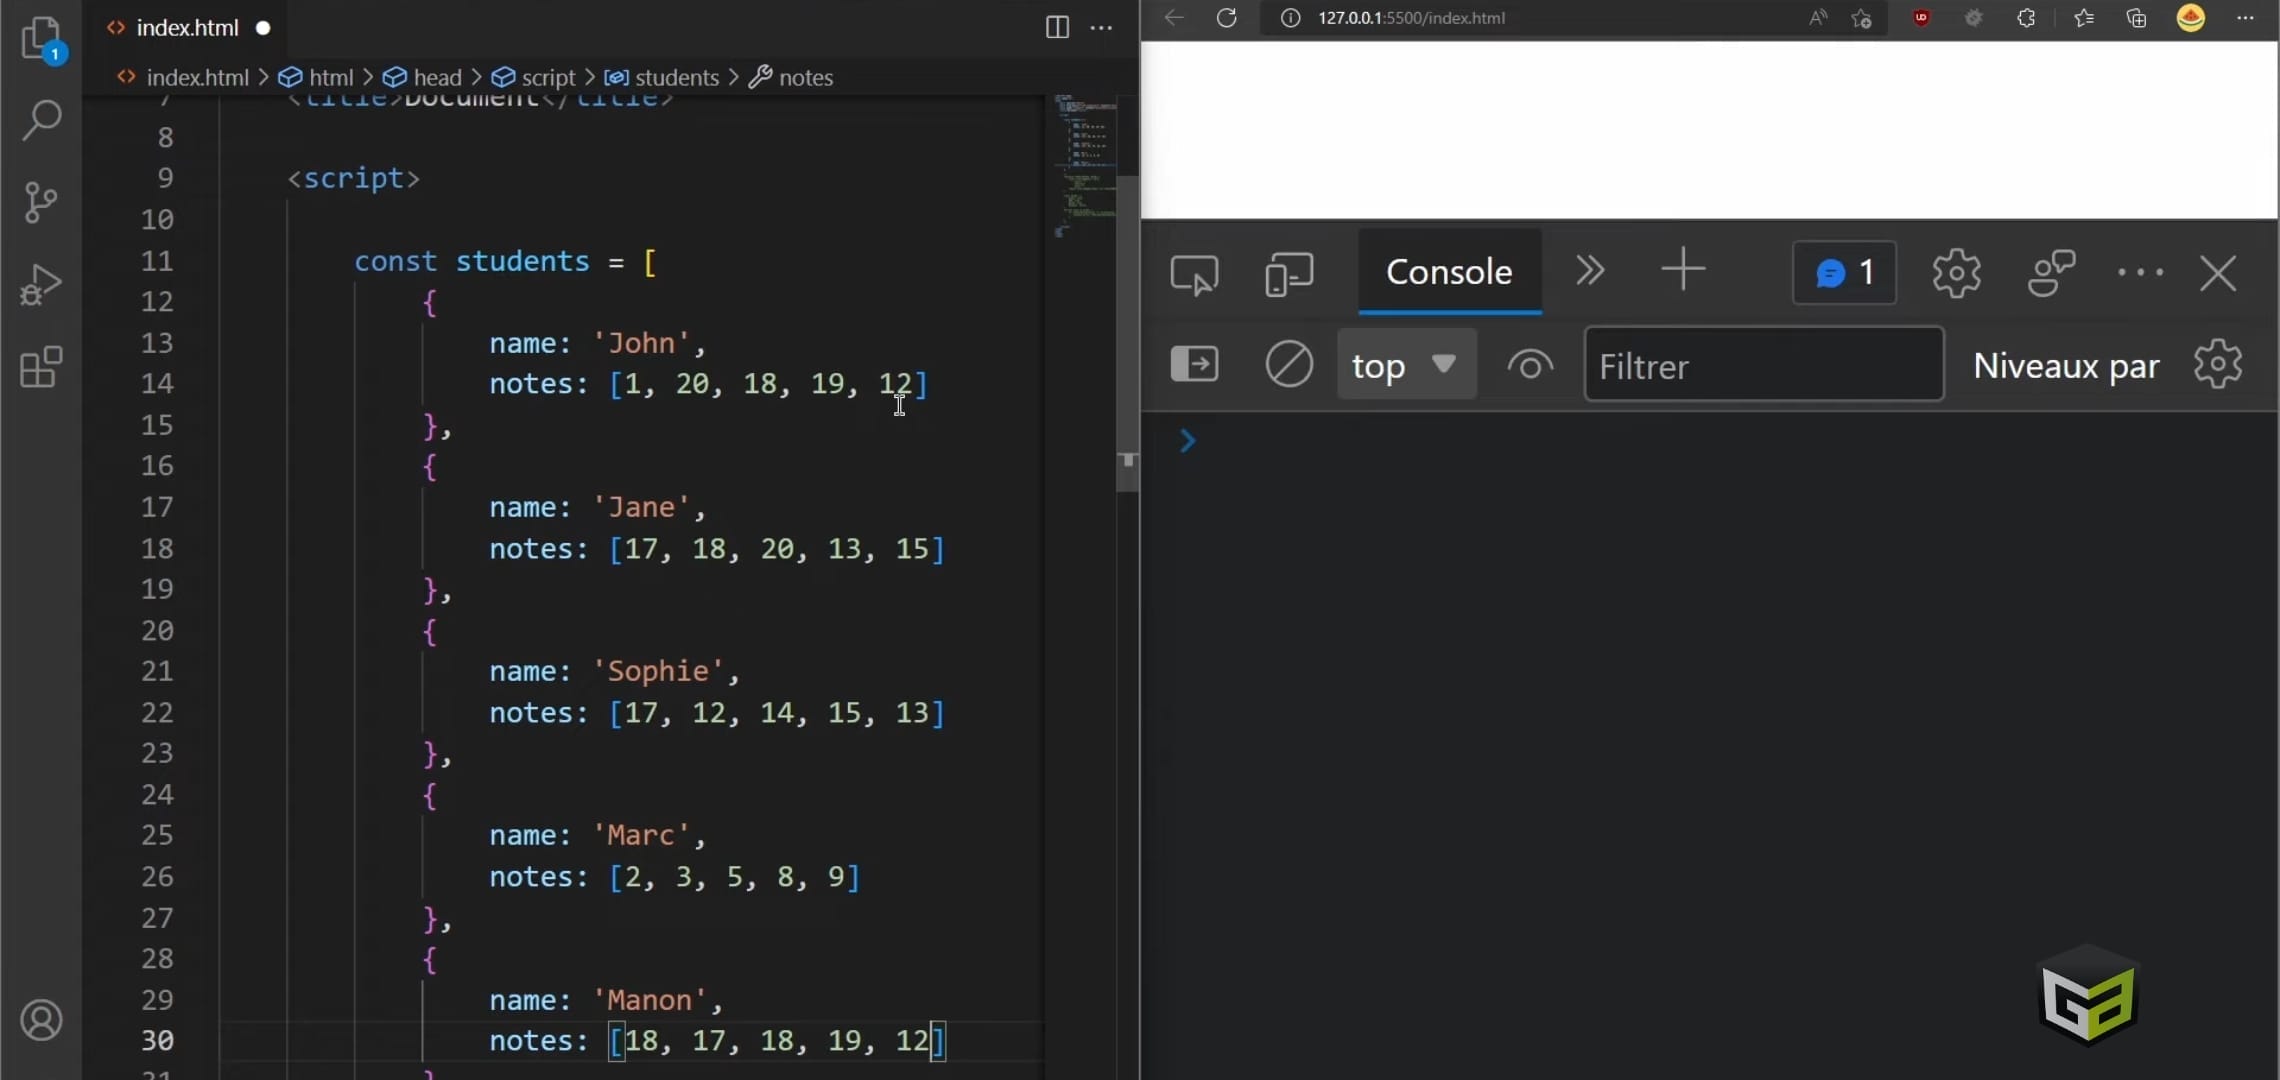 index.html
index.html > html > head > script > students > notes
7 <title>Document</title>
8
9 <script>
10
11 const students = [
12 {
13 name: 'John',
14 notes: [1, 20, 18, 19, 12]
15 },
16 {
17 name: 'Jane',
18 notes: [17, 18, 20, 13, 15]
19 },
20 {
21 name: 'Sophie',
22 notes: [17, 12, 14, 15, 13]
23 },
24 {
25 name: 'Marc',
26 notes: [2, 3, 5, 8, 9]
27 },
28 {
29 name: 'Manon',
30 notes: [18, 17, 18, 19, 12]
31 }
1
127.0.0.1:5500/index.html
Console
1
top
Filtrer
Niveaux par